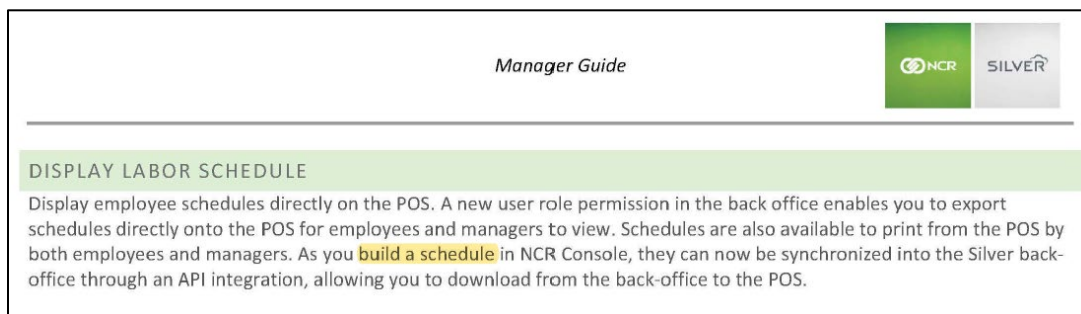 Manager Guide
NCR
SILVER
DISPLAY LABOR SCHEDULE
Display employee schedules directly on the POS. A new user role permission in the back office enables you to export
schedules directly onto the POS for employees and managers to view. Schedules are also available to print from the POS by
both employees and managers. As you build a schedule in NCR Console, they can now be synchronized into the Silver back-
office through an API integration, allowing you to download from the back-office to the POS.